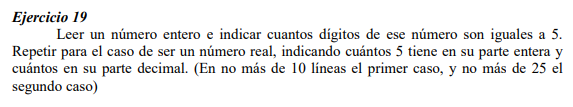 Ejercicio 19
Leer un número entero e indicar cuantos dígitos de ese número son iguales a 5.
Repetir para el caso de ser un número real, indicando cuántos 5 tiene en su parte entera y
cuántos en su parte decimal. (En no más de 10 líneas el primer caso, y no más de 25 el
segundo caso)